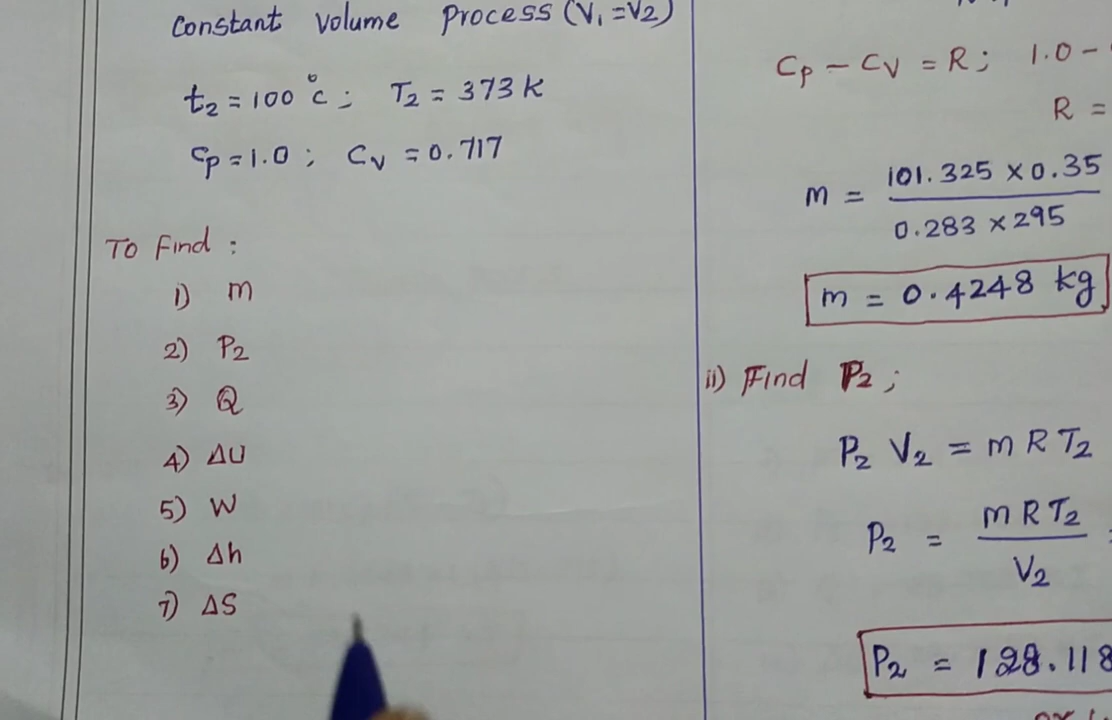 constant volume process (V1 = V2)
t2 = 100 °c ; T2 = 373 k
Cp = 1.0 ; Cv = 0.717
To Find :
1) m
2) P2
3) Q
4) ΔU
5) W
6) Δh
7) ΔS
Cp – Cv = R ; 1.0 –
R =
m = 101.325 × 0.35
0.283 × 295
m = 0.4248 kg
ii) Find P2 ;
P2 V2 = m R T2
P2 = m R T2
V2
P2 = 128.118